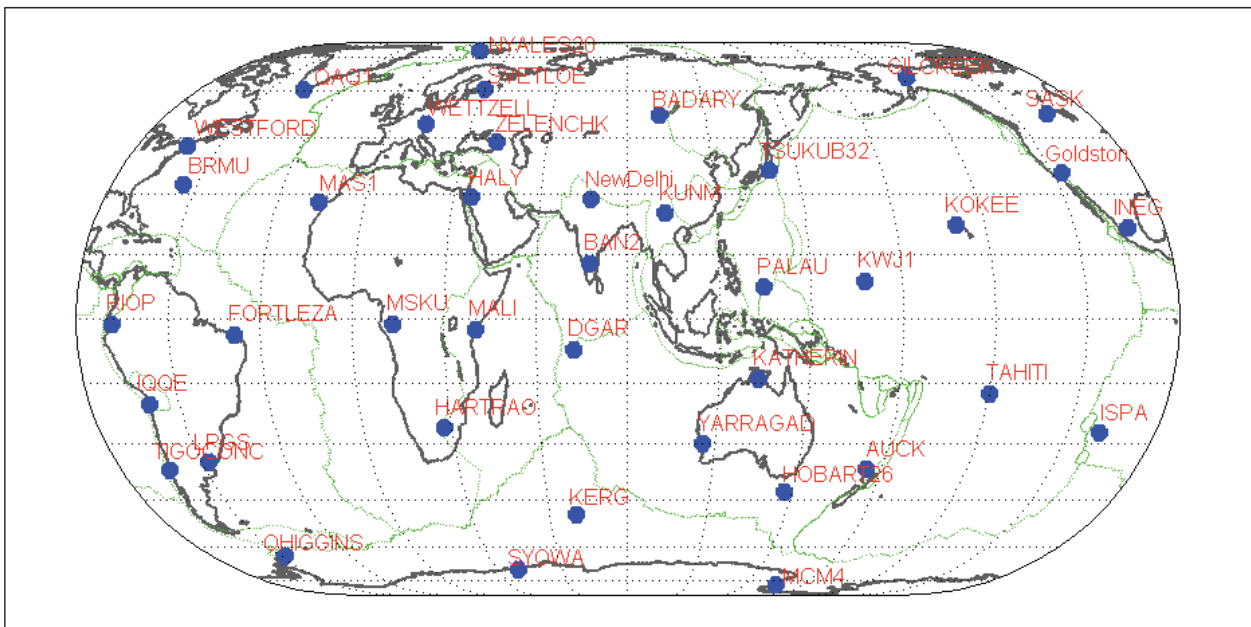 NYALES20
QAQ1
SVETLOE
GILCREEK
BADARY
SASK
WETTZELL
WESTFORD
ZELENCHK
TSUKUB32
Goldston
BRMU
MAS1
HALY
NewDelhi
KUNM
KOKEE
INEG
BAN2
PALAU
KWJ1
RIOP
FORTLEZA
MSKU
MALI
DGAR
KATHERIN
TAHITI
IQQE
HARTRAO
ISPA
YARRAGAD
LPGS
TIGOCONC
AUCK
HOBART26
KERG
OHIGGINS
SYOWA
MCM4